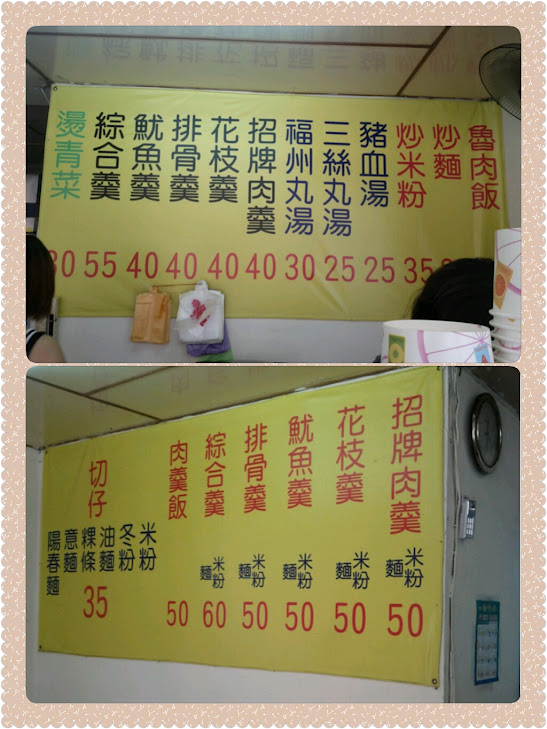 魯肉飯
炒麵
炒米粉 35
豬血湯 25
三絲丸湯 25
福州丸湯 30
招牌肉羹 40
花枝羹 40
排骨羹 40
魷魚羹 40
綜合羹 55
燙青菜 30
招牌肉羹 米粉 麵 50
花枝羹 米粉 麵 50
魷魚羹 米粉 麵 50
排骨羹 米粉 麵 50
綜合羹 米粉 麵 60
肉羹飯 50
切仔 35
米粉
冬粉
油麵
粿條
意麵
陽春麵